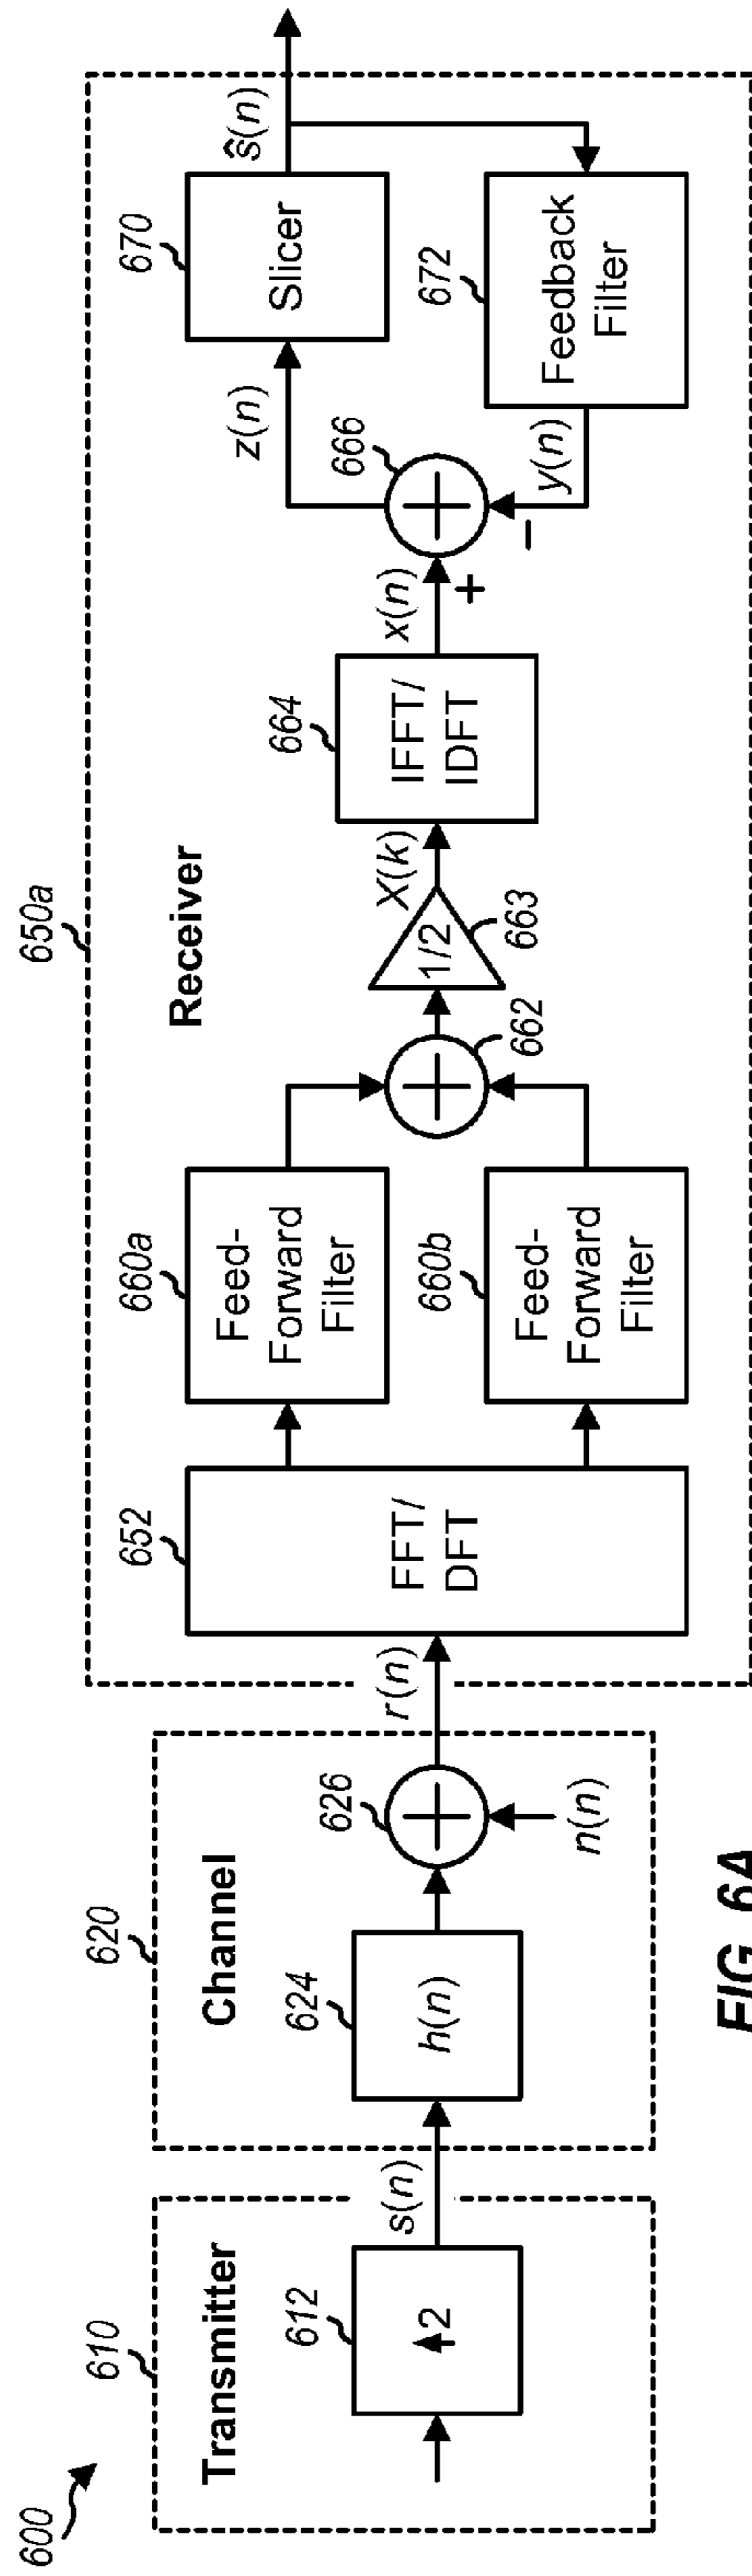 600
610
Transmitter
612
↑2
s(n)
620
Channel
624
h(n)
626
n(n)
r(n)
650a
Receiver
652
FFT/
DFT
660a
Feed-
Forward
Filter
660b
Feed-
Forward
Filter
662
1/2
663
X(k)
664
IFFT/
IDFT
x(n)
+
666
−
z(n)
y(n)
670
Slicer
ŝ(n)
672
Feedback
Filter
FIG. 6A